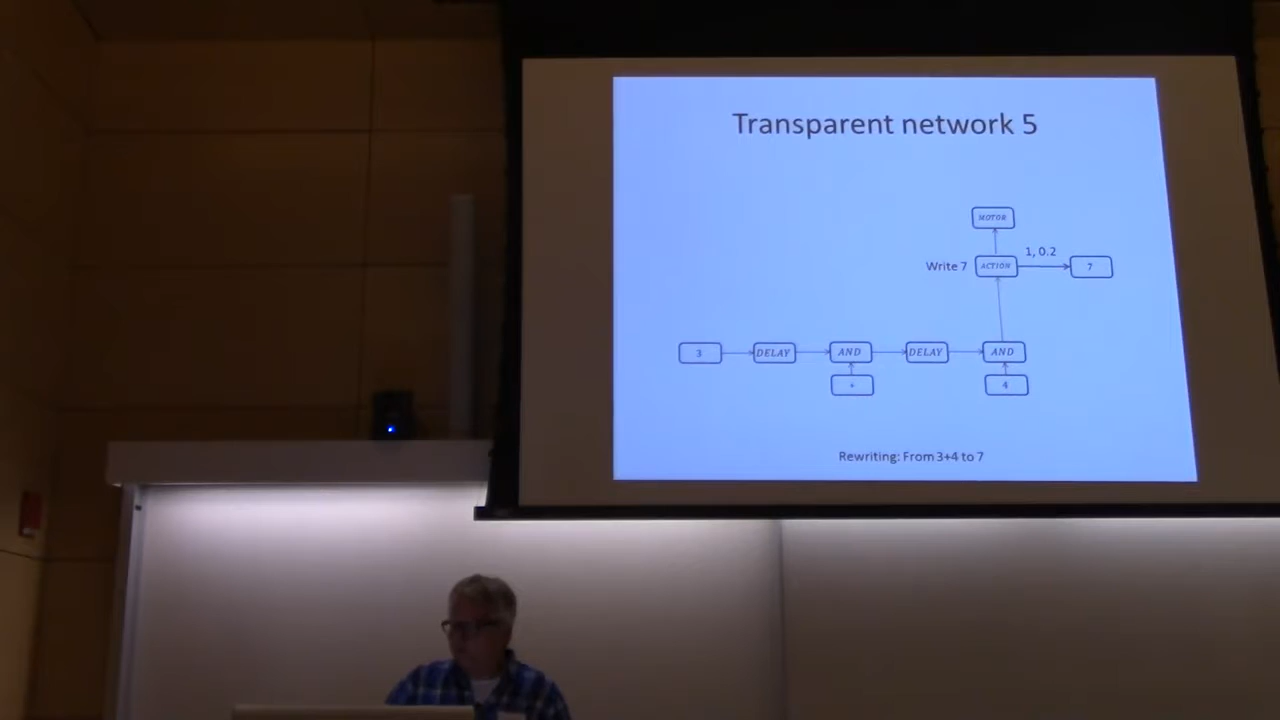 Transparent network 5
MOTOR
1, 0.2
Write 7 ACTION 7
3 DELAY AND DELAY AND
+ 4
Rewriting: From 3+4 to 7